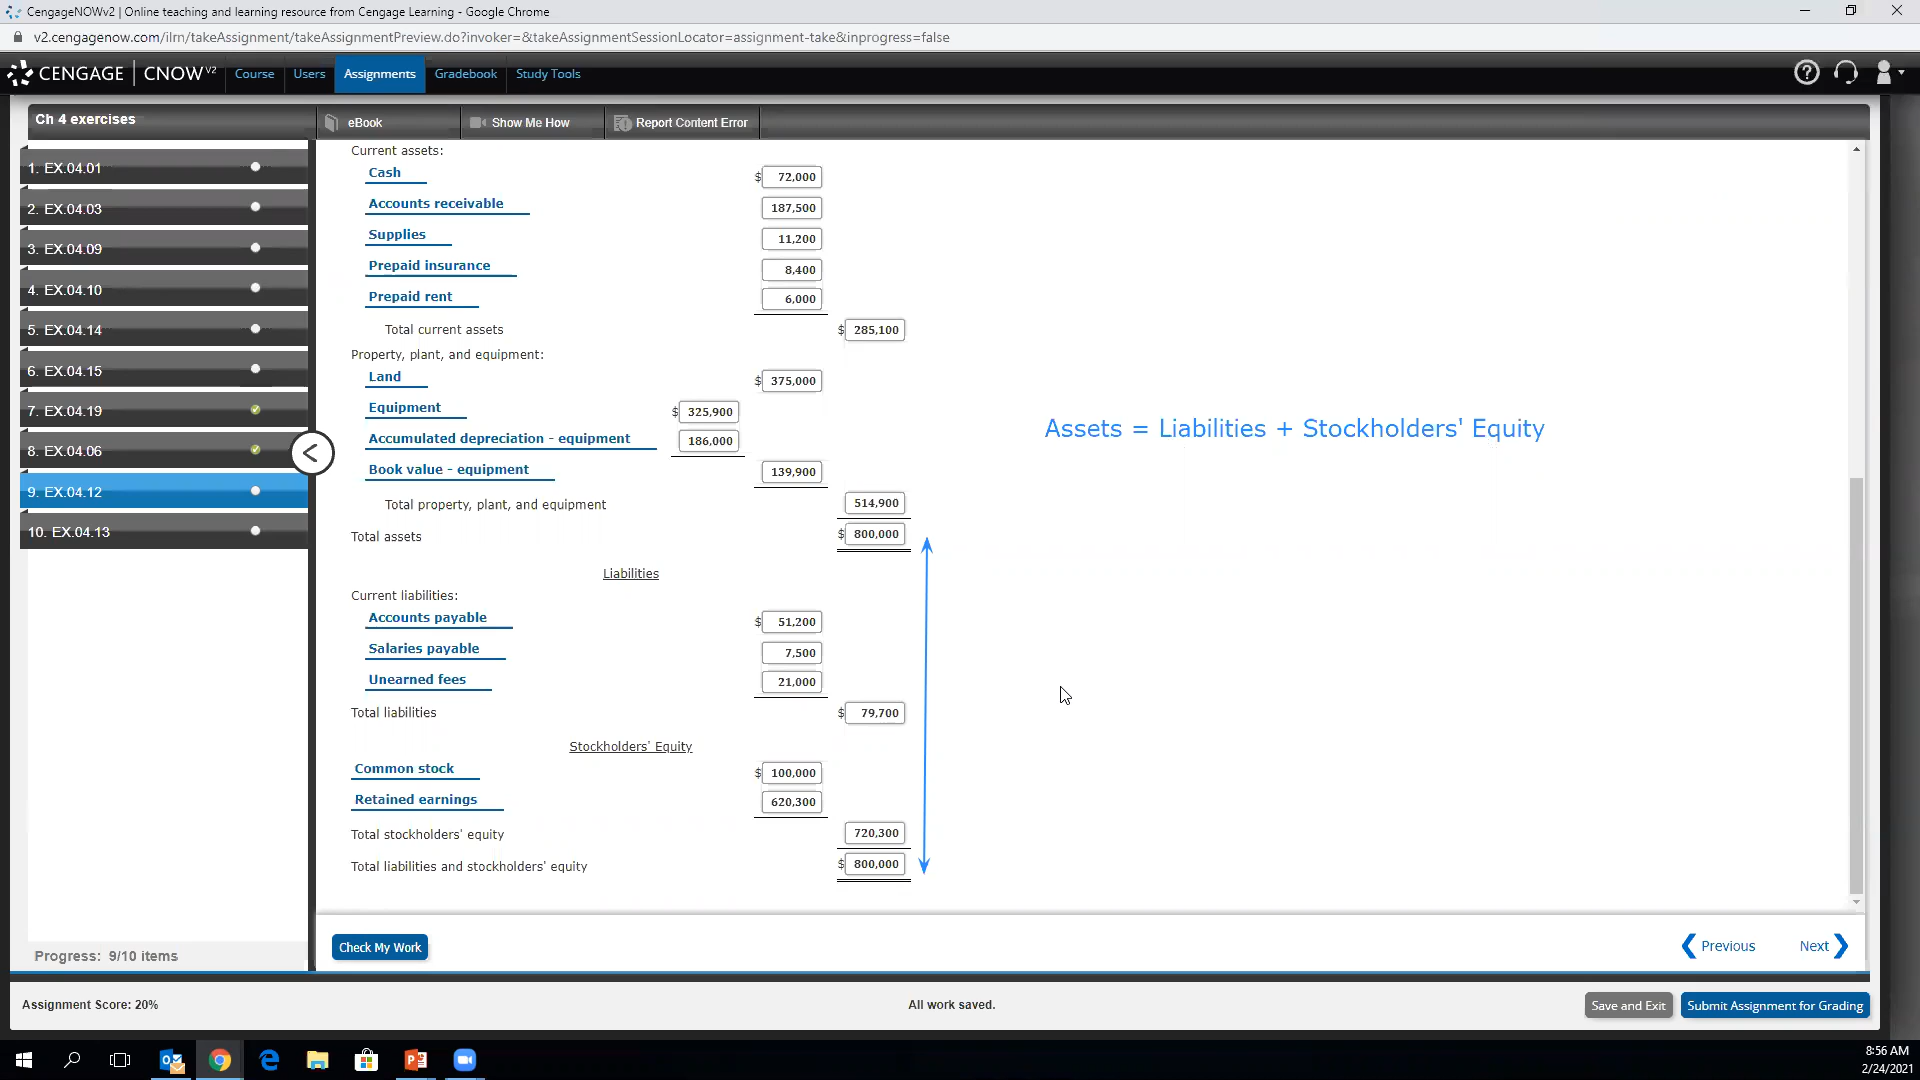 CengageNOWv2 | Online teaching and learning resource from Cengage Learning - Google Chrome
v2.cengagenow.com/ilrn/takeAssignment/takeAssignmentPreview.do?invoker=&takeAssignmentSessionLocator=assignment-take&inprogress=false
CENGAGE | CNOWv2 Course Users Assignments Gradebook Study Tools
Ch 4 exercises
eBook Show Me How Report Content Error
1. EX.04.01
2. EX.04.03
3. EX.04.09
4. EX.04.10
5. EX.04.14
6. EX.04.15
7. EX.04.19
8. EX.04.06
9. EX.04.12
10. EX.04.13
Progress: 9/10 items
Current assets:
Cash $ 72,000
Accounts receivable 187,500
Supplies 11,200
Prepaid insurance 8,400
Prepaid rent 6,000
Total current assets $ 285,100
Property, plant, and equipment:
Land $ 375,000
Equipment $ 325,900
Accumulated depreciation - equipment 186,000
Book value - equipment 139,900
Total property, plant, and equipment 514,900
Total assets $ 800,000
Liabilities
Current liabilities:
Accounts payable $ 51,200
Salaries payable 7,500
Unearned fees 21,000
Total liabilities $ 79,700
Stockholders' Equity
Common stock $ 100,000
Retained earnings 620,300
Total stockholders' equity 720,300
Total liabilities and stockholders' equity $ 800,000
Assets = Liabilities + Stockholders' Equity
Check My Work Previous Next
Assignment Score: 20% All work saved. Save and Exit Submit Assignment for Grading
8:56 AM
2/24/2021